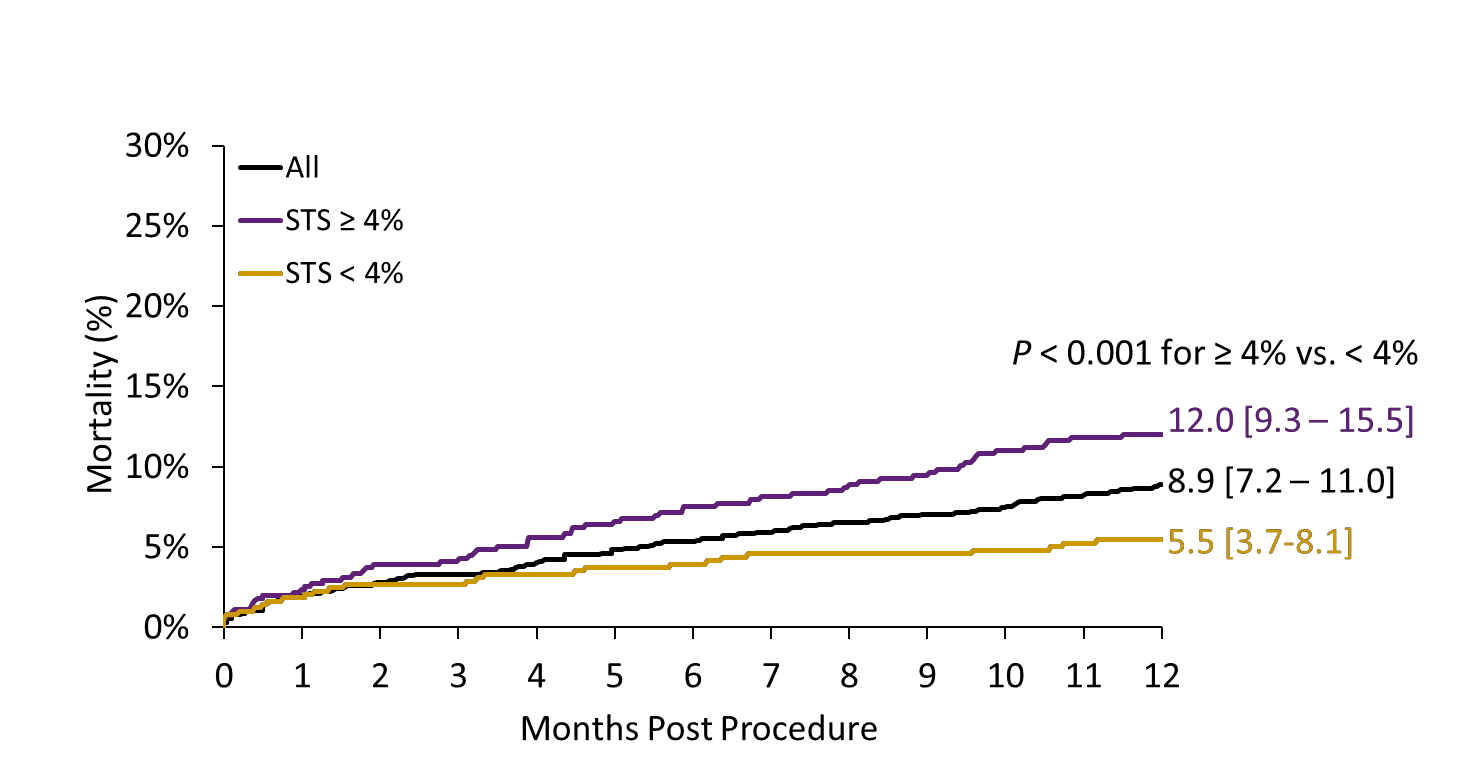 30%
25%
20%
15%
10%
5%
0%
Mortality (%)
All
STS ≥ 4%
STS < 4%
P < 0.001 for ≥ 4% vs. < 4%
12.0 [9.3 – 15.5]
8.9 [7.2 – 11.0]
5.5 [3.7-8.1]
0 1 2 3 4 5 6 7 8 9 10 11 12
Months Post Procedure